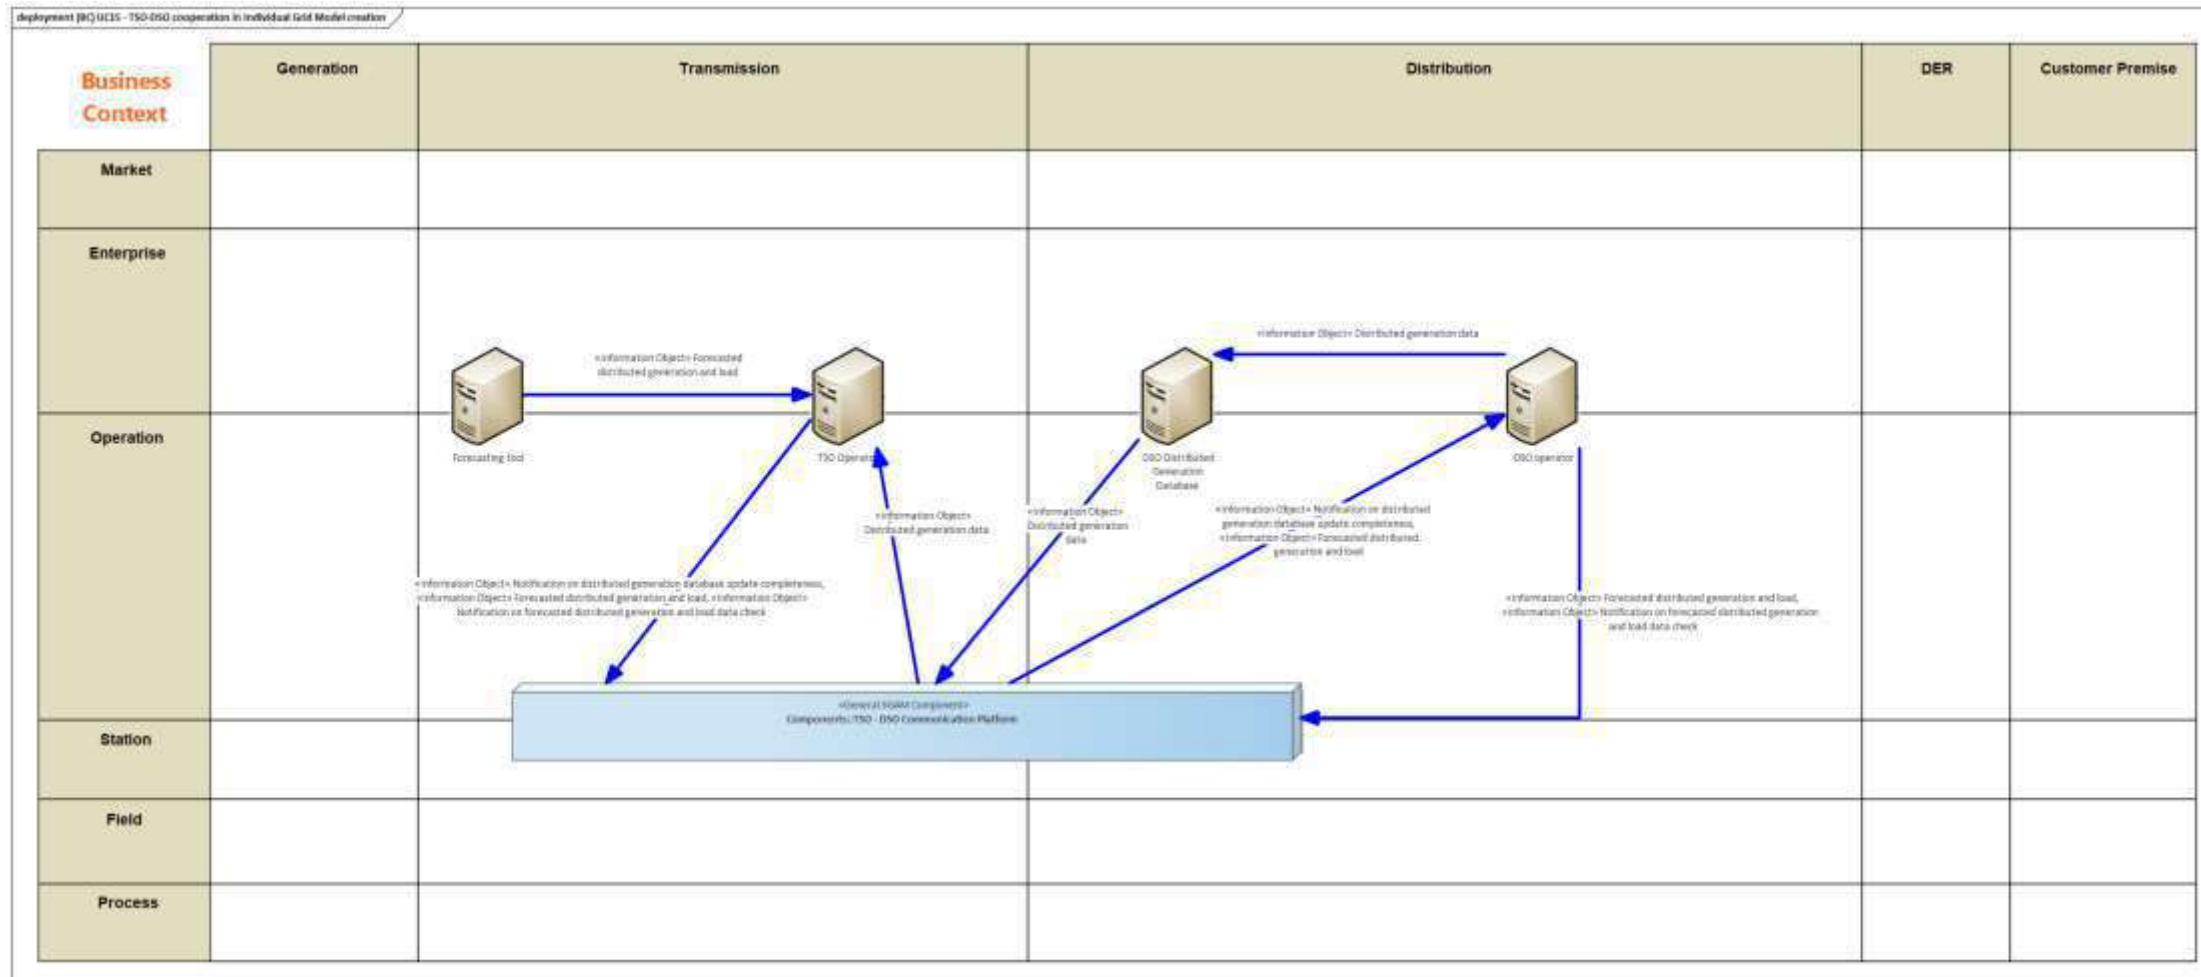 deployment (BC) UC15 - TSO-DSO cooperation in Individual Grid Model creation
Business
Context
Generation
Transmission
Distribution
DER
Customer Premise
Market
Enterprise
Operation
Station
Field
Process
«Information Object» Forecasted
distributed generation and load
«Information Object» Distributed generation data
Forecasting tool
TSO Operator
DSO Distributed
Generation
Database
DSO operator
«Information Object»
Distributed generation data
«Information Object»
Distributed generation
data
«Information Object» Notification on distributed
generation database update completeness,
«Information Object» Forecasted distributed
generation and load
«Information Object» Notification on distributed generation database update completeness,
«Information Object» Forecasted distributed generation and load, «Information Object»
Notification on forecasted distributed generation and load data check
«Information Object» Forecasted distributed generation and load,
«Information Object» Notification on forecasted distributed generation
and load data check
«General SGAM Component»
Components::TSO - DSO Communication Platform